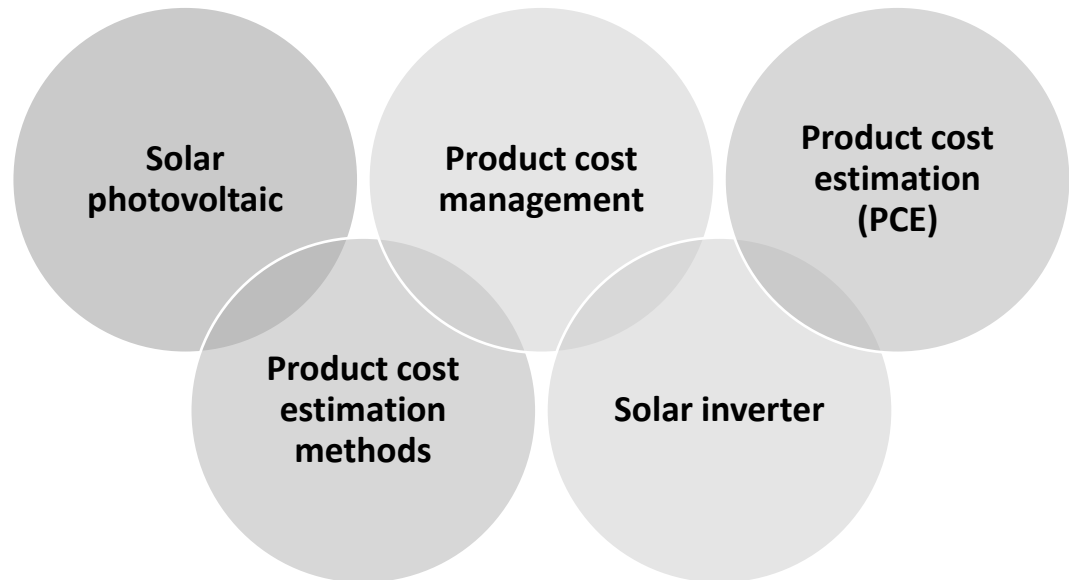 Solar
photovoltaic
Product cost
management
Product cost
estimation
(PCE)
Product cost
estimation
methods
Solar inverter